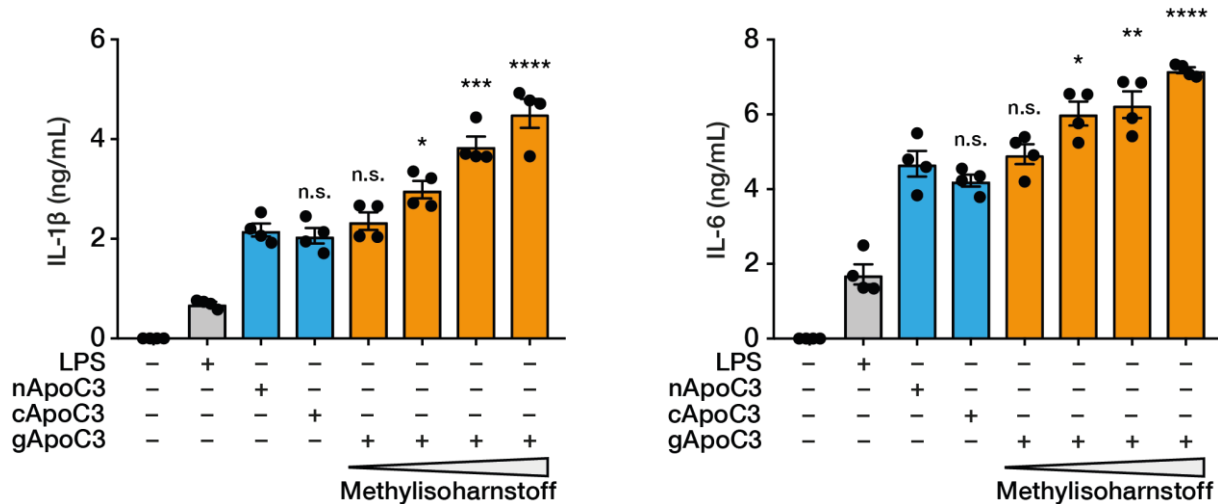 6
4
2
0
IL-1β (ng/mL)
n.s. n.s. * *** ****
LPS – + – – – – – –
nApoC3 – – + – – – – –
cApoC3 – – – + – – – –
gApoC3 – – – – + + + +
Methylisoharnstoff
8
6
4
2
0
IL-6 (ng/mL)
n.s. n.s. * ** ****
LPS – + – – – – – –
nApoC3 – – + – – – – –
cApoC3 – – – + – – – –
gApoC3 – – – – + + + +
Methylisoharnstoff